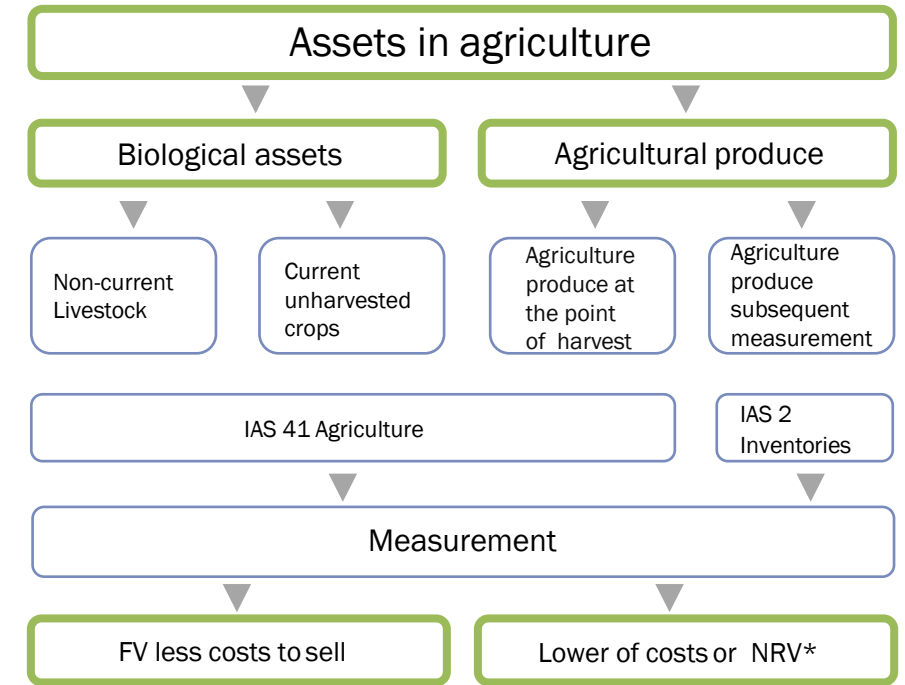 Assets in agriculture
Biological assets
Agricultural produce
Non-current
Livestock
Current
unharvested
crops
Agriculture
produce at
the point
of harvest
Agriculture
produce
subsequent
measurement
IAS 41 Agriculture
IAS 2
Inventories
Measurement
FV less costs to sell
Lower of costs or NRV*